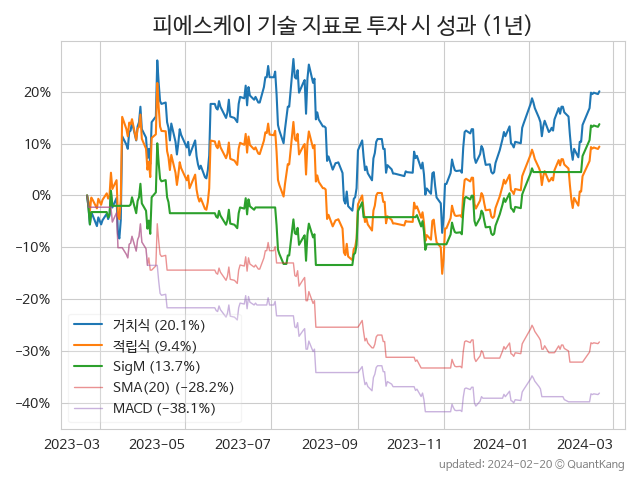 피에스케이 기술 지표로 투자 시 성과 (1년)
20%
10%
0%
−10%
−20%
−30%
−40%
거치식 (20.1%)
적립식 (9.4%)
SigM (13.7%)
SMA(20) (−28.2%)
MACD (−38.1%)
2023-03 2023-05 2023-07 2023-09 2023-11 2024-01 2024-03
updated: 2024-02-20 © QuantKang